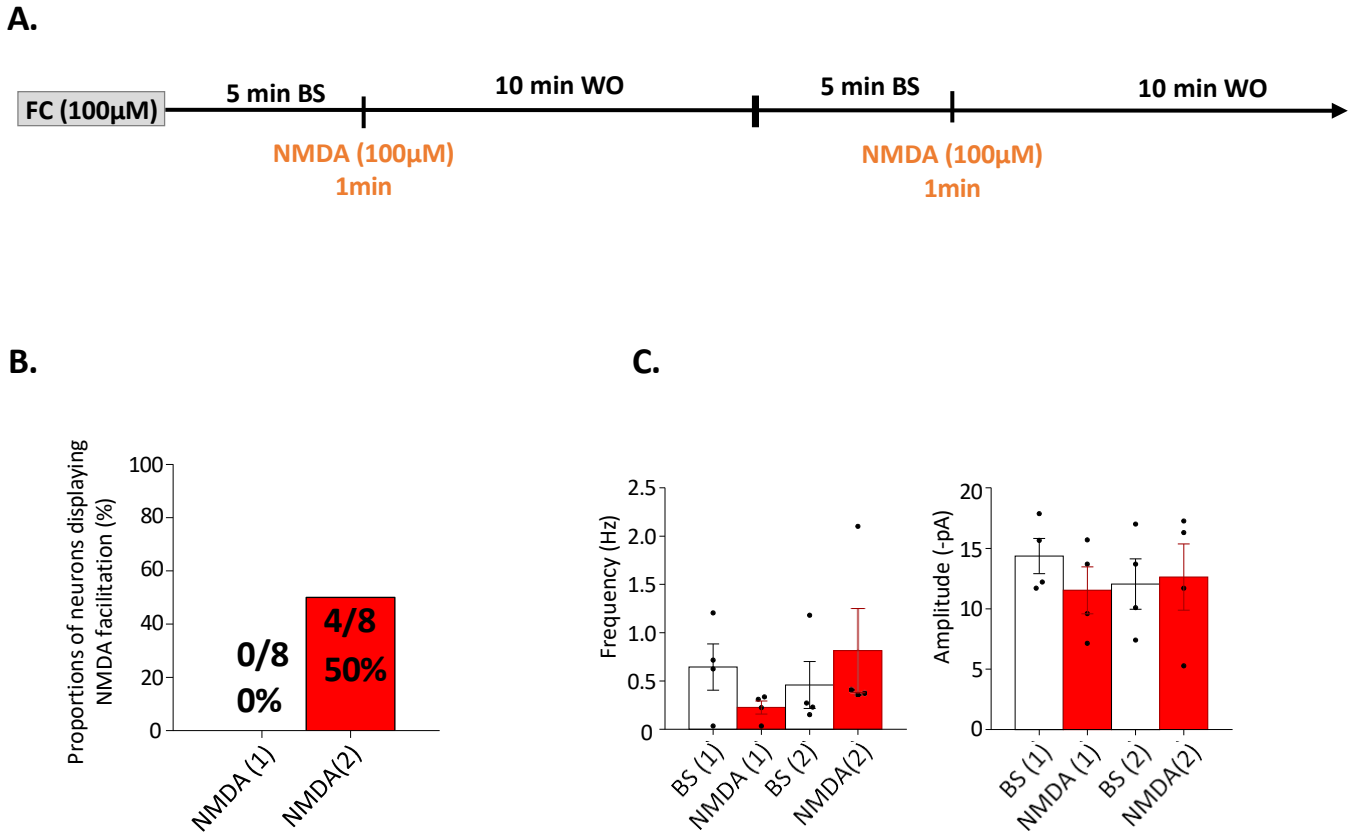 A.
FC (100µM)
5 min BS
10 min WO
5 min BS
10 min WO
NMDA (100µM)
1min
NMDA (100µM)
1min
B.
Proportions of neurons displaying
NMDA facilitation (%)
100
80
60
40
20
0
0/8
0%
4/8
50%
NMDA (1)
NMDA(2)
C.
Frequency (Hz)
2.5
2.0
1.5
1.0
0.5
0
BS (1)
NMDA (1)
BS (2)
NMDA(2)
Amplitude (-pA)
20
15
10
5
0
BS (1)
NMDA (1)
BS (2)
NMDA(2)